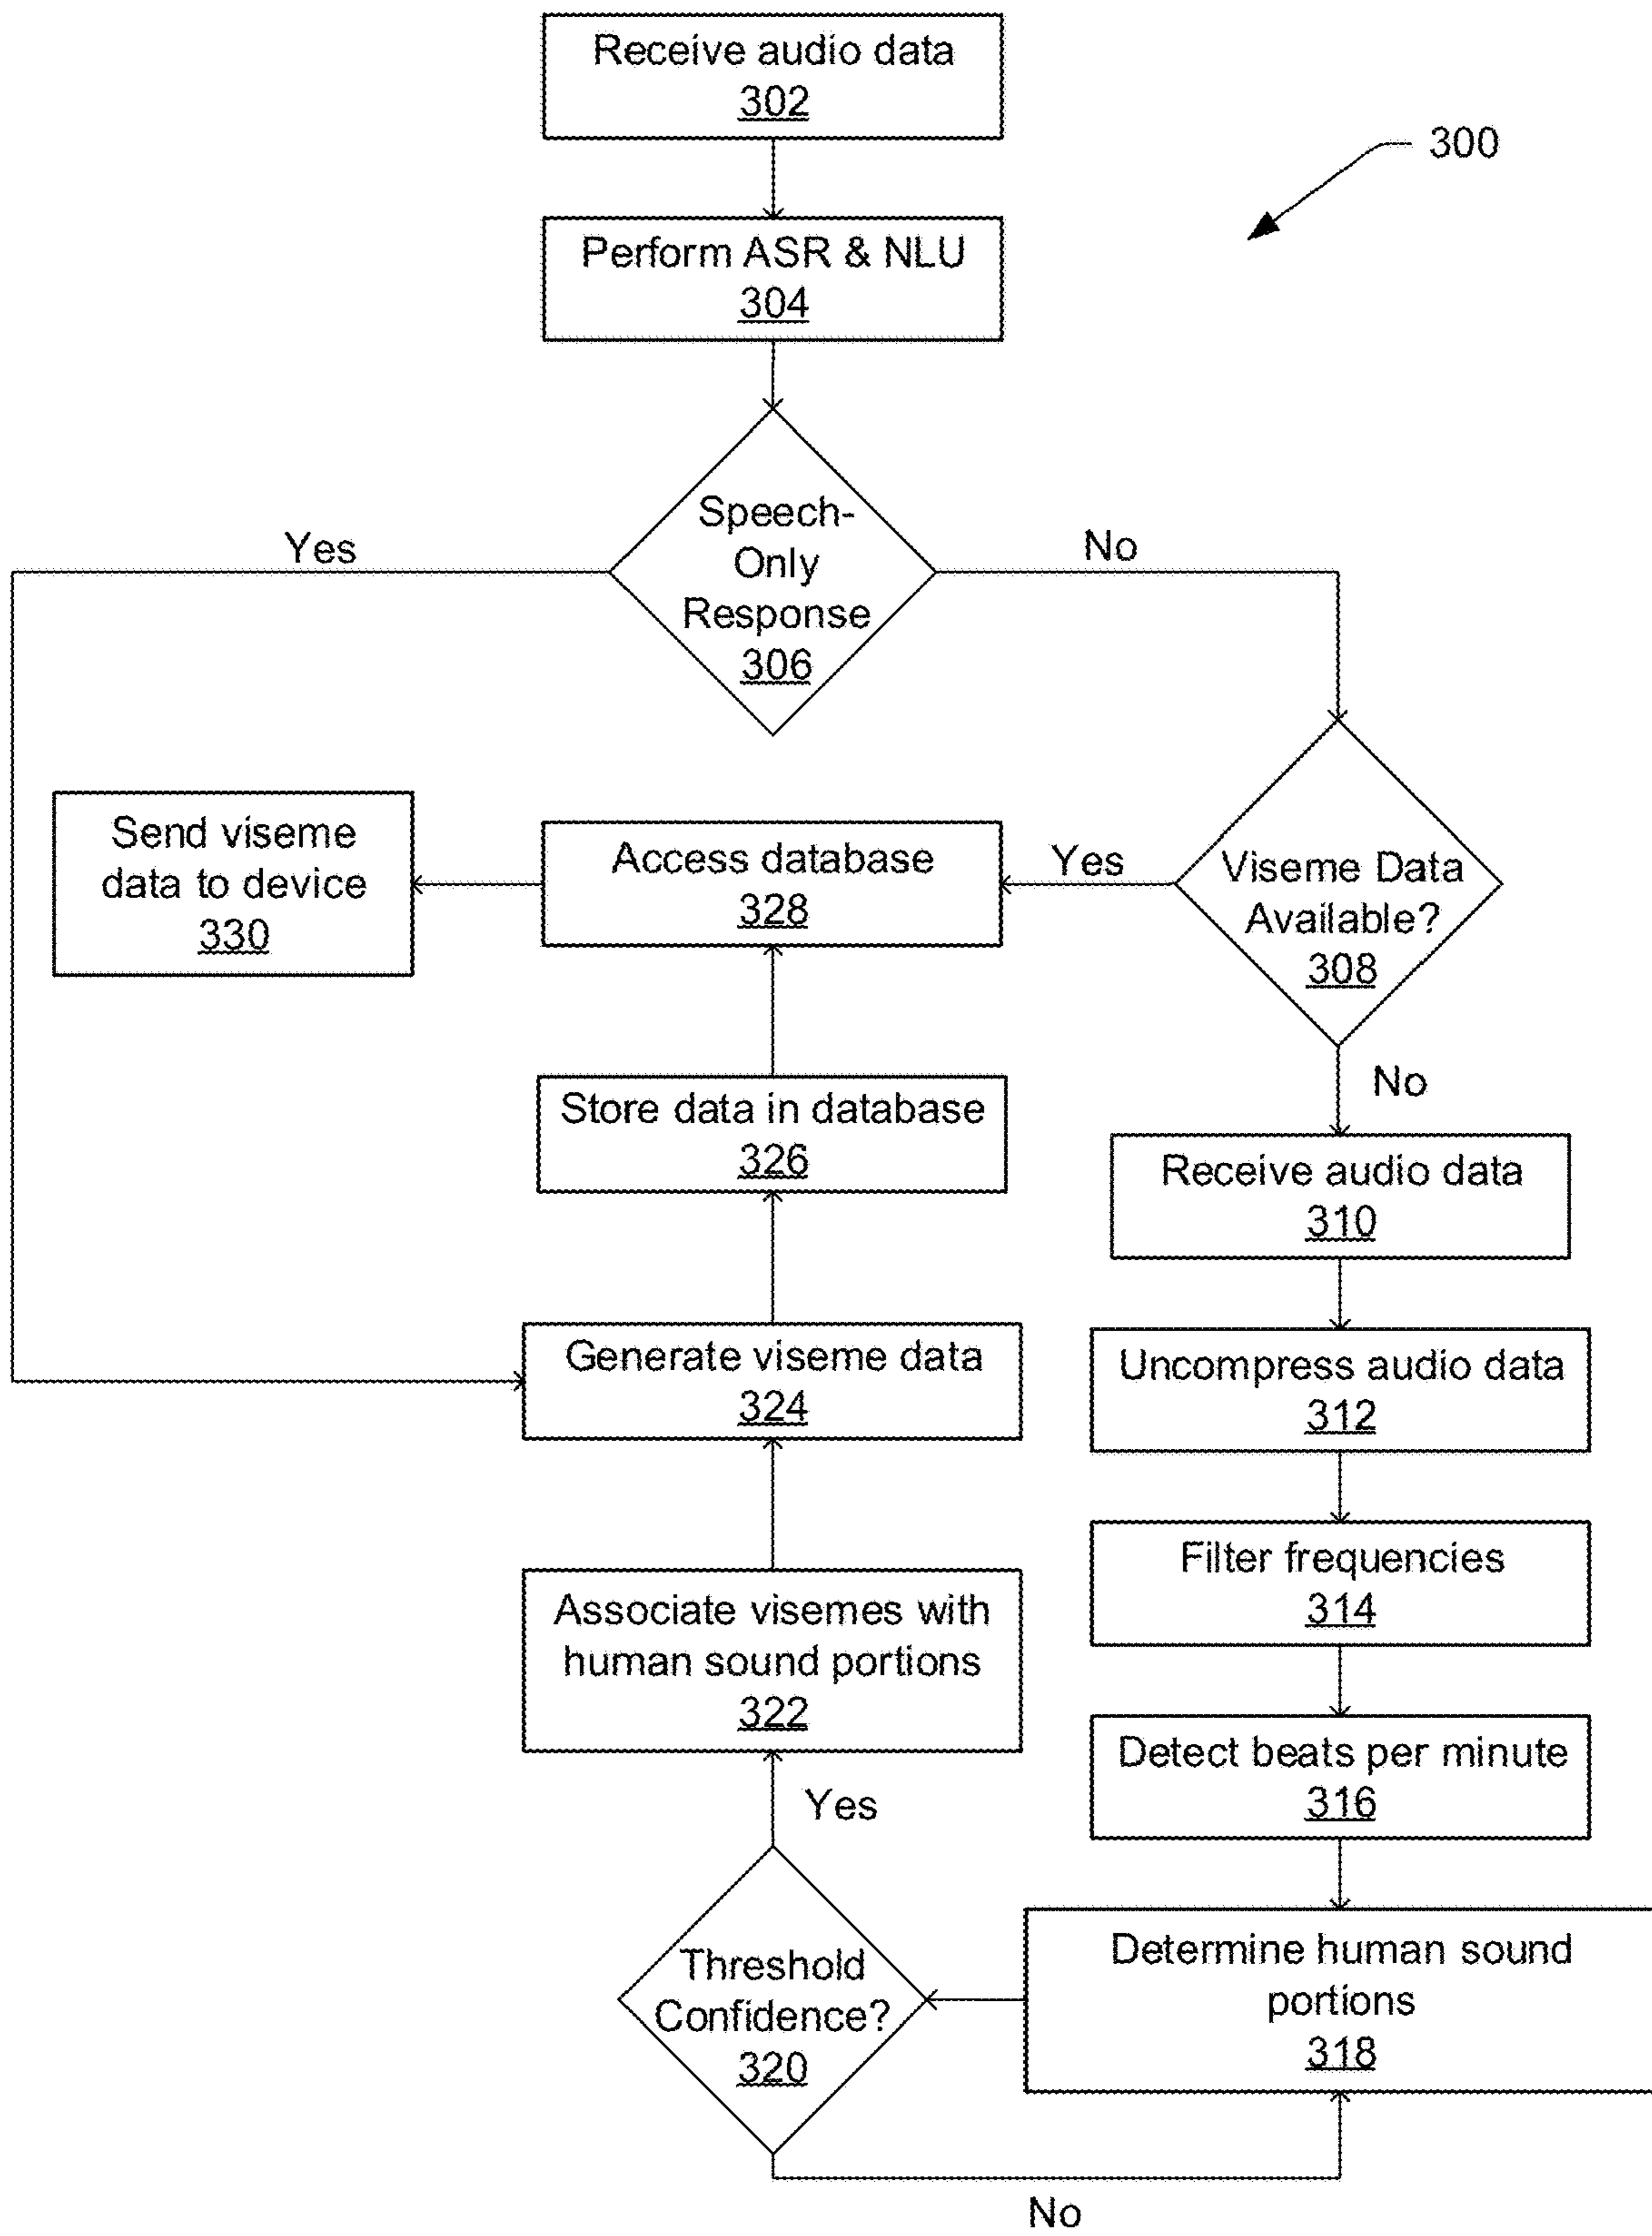 Receive audio data
302
300
Perform ASR & NLU
304
Speech-
Only
Response
306
Yes
No
Send viseme
data to device
330
Access database
328
Yes
Viseme Data
Available?
308
No
Store data in database
326
Receive audio data
310
Generate viseme data
324
Uncompress audio data
312
Filter frequencies
314
Associate visemes with
human sound portions
322
Detect beats per minute
316
Yes
Threshold
Confidence?
320
Determine human sound
portions
318
No